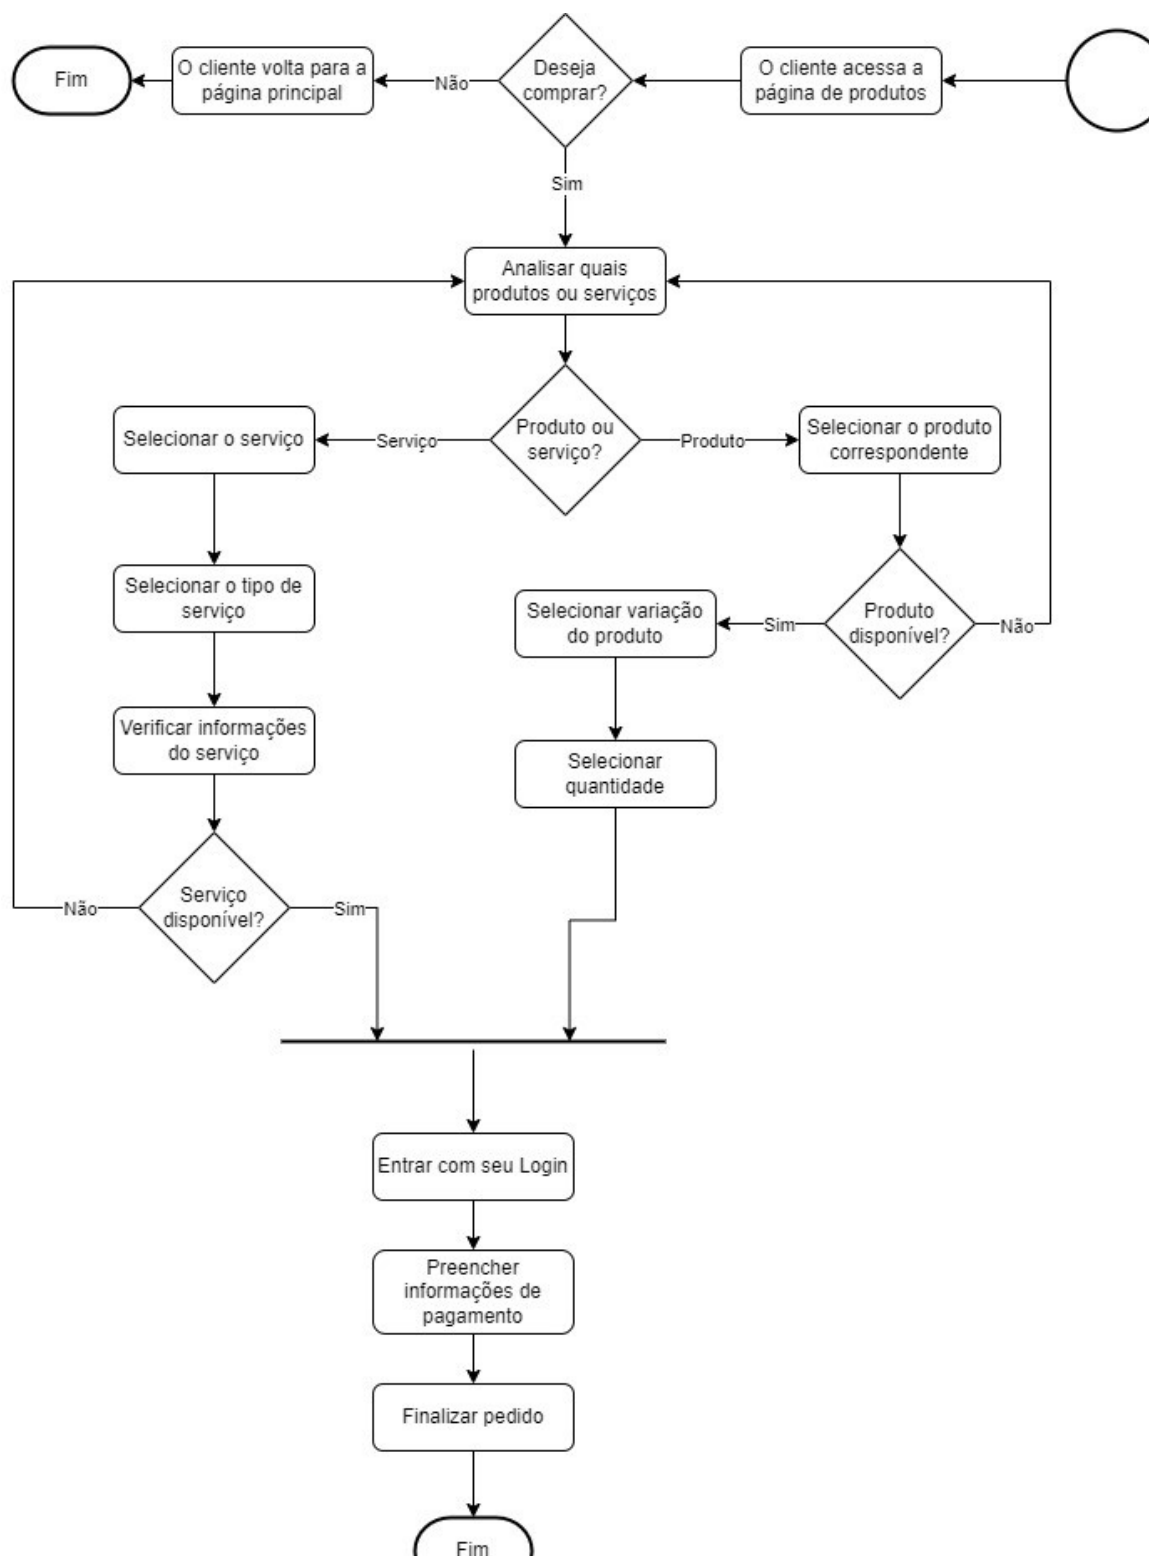 Fim
O cliente volta para a
página principal
Não
Deseja
comprar?
O cliente acessa a
página de produtos
Sim
Analisar quais
produtos ou serviços
Selecionar o serviço
Serviço
Produto ou
serviço?
Produto
Selecionar o produto
correspondente
Selecionar o tipo de
serviço
Selecionar variação
do produto
Sim
Produto
disponível?
Não
Verificar informações
do serviço
Selecionar
quantidade
Não
Serviço
disponível?
Sim
Entrar com seu Login
Preencher
informações de
pagamento
Finalizar pedido
Fim